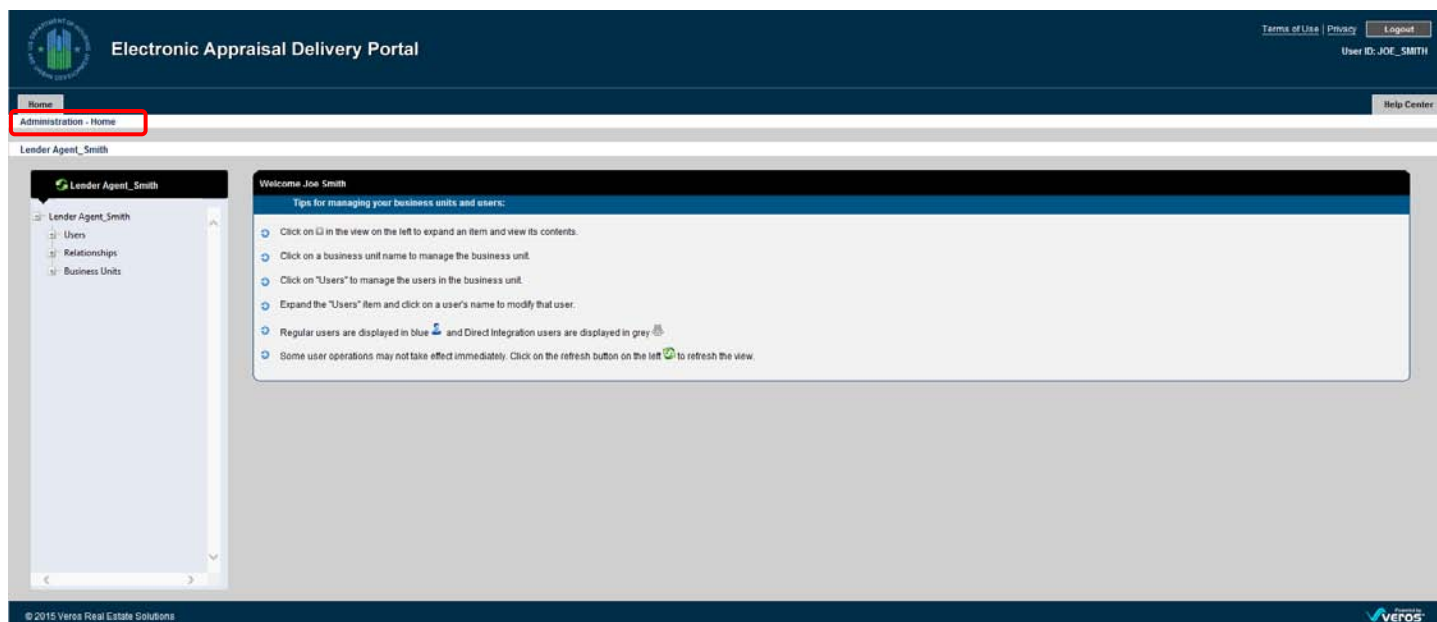 Terms of Use | Privacy Logout
Electronic Appraisal Delivery Portal
User ID: JOE_SMITH
Home Help Center
Administration - Home
Lender Agent_Smith
Lender Agent_Smith
Welcome Joe Smith
Tips for managing your business units and users:
Lender Agent_Smith
Users
Relationships
Business Units
Click on in the view on the left to expand an item and view its contents.
Click on a business unit name to manage the business unit.
Click on "Users" to manage the users in the business unit.
Expand the "Users" item and click on a user's name to modify that user.
Regular users are displayed in blue and Direct Integration users are displayed in grey
Some user operations may not take effect immediately. Click on the refresh button on the left to refresh the view.
© 2015 Veros Real Estate Solutions
Powered by
veros